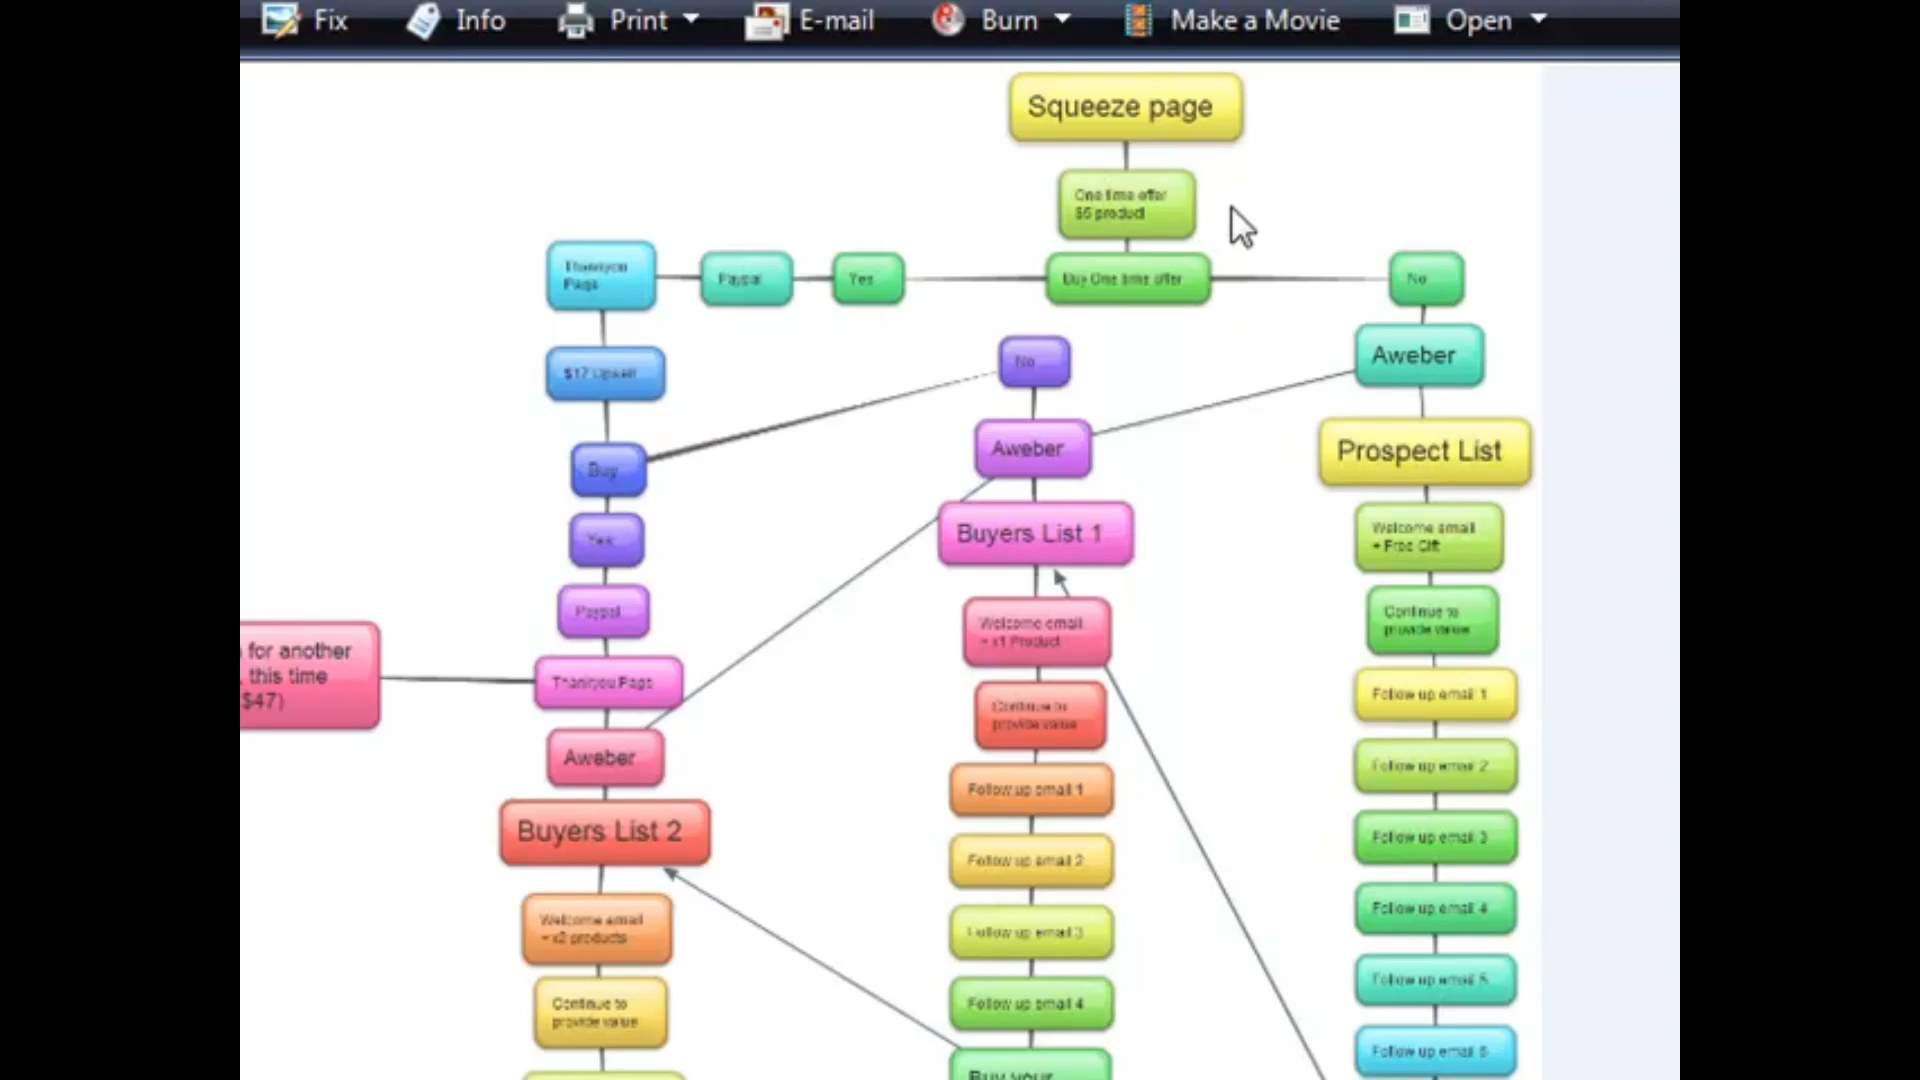 Fix Info Print E-mail Burn Make a Movie Open
Squeeze page
One time offer
$5 product
Thankyou
Page
Paypal
Yes
Buy One time offer
No
$17 Upsell
No
Aweber
Buy
Aweber
Prospect List
Yes
Buyers List 1
Welcome email
+ Free Gift
Paypal
Welcome email
+ x1 Product
Continue to
provide value
for another
, this time
$47)
Thankyou Page
Continue to
provide value
Follow up email 1
Aweber
Follow up email 1
Follow up email 2
Buyers List 2
Follow up email 2
Follow up email 3
Welcome email
+ x2 products
Follow up email 3
Follow up email 4
Continue to
provide value
Follow up email 4
Follow up email 5
Buy your
Follow up email 6